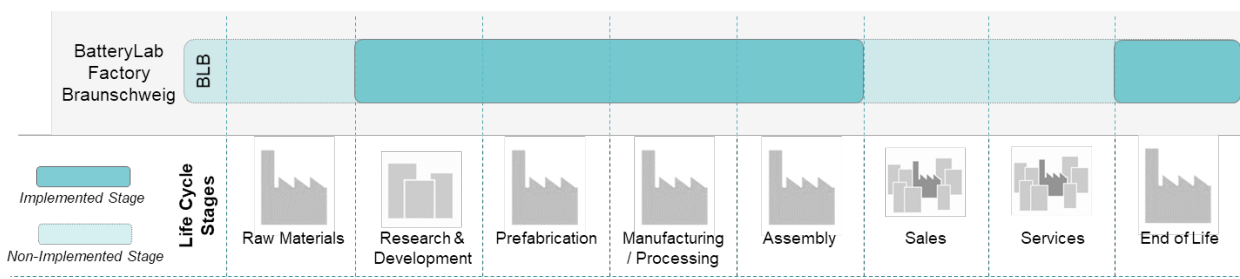 BatteryLab
Factory
Braunschweig
BLB
Implemented Stage
Non-Implemented Stage
Life Cycle
Stages
Raw Materials
Research &
Development
Prefabrication
Manufacturing
/ Processing
Assembly
Sales
Services
End of Life